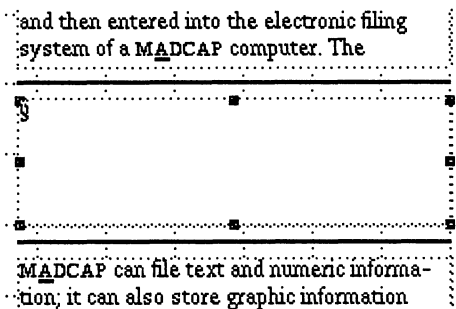 and then entered into the electronic filing
system of a MADCAP computer. The
MADCAP can file text and numeric informa-
tion; it can also store graphic information